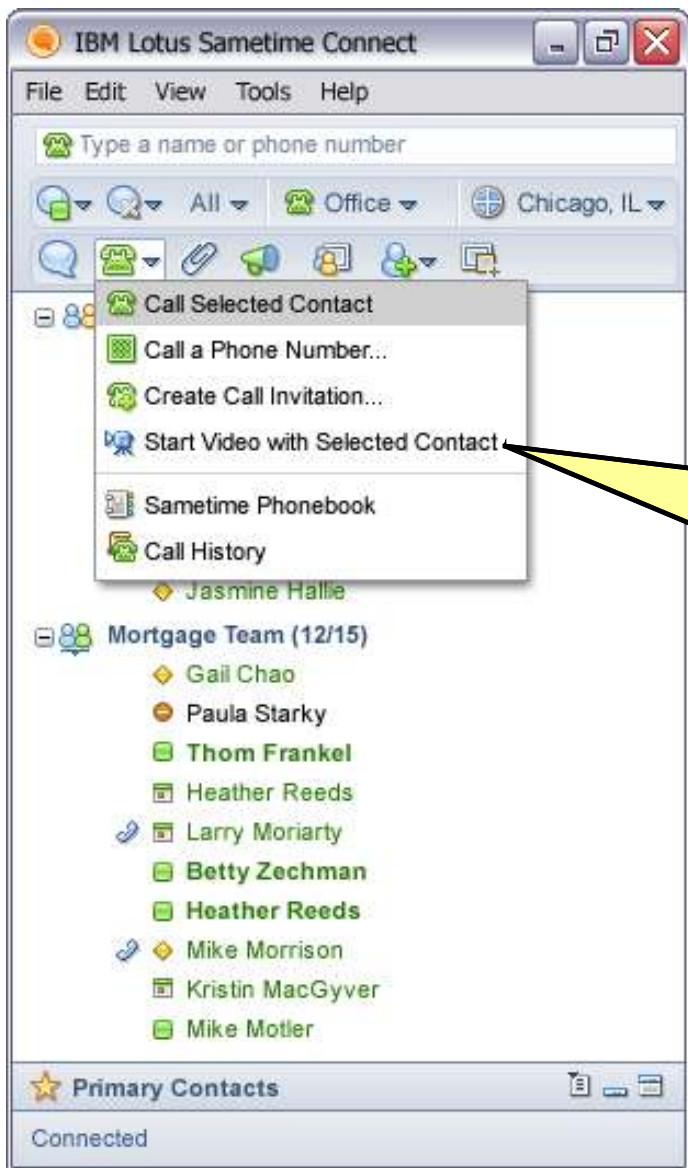 IBM Lotus Sametime Connect
File Edit View Tools Help
Type a name or phone number
All Office Chicago, IL
Call Selected Contact
Call a Phone Number...
Create Call Invitation...
Start Video with Selected Contact
Sametime Phonebook
Call History
Jasmine Hallie
Mortgage Team (12/15)
Gail Chao
Paula Starky
Thom Frankel
Heather Reeds
Larry Moriarty
Betty Zechman
Heather Reeds
Mike Morrison
Kristin MacGyver
Mike Motler
Primary Contacts
Connected